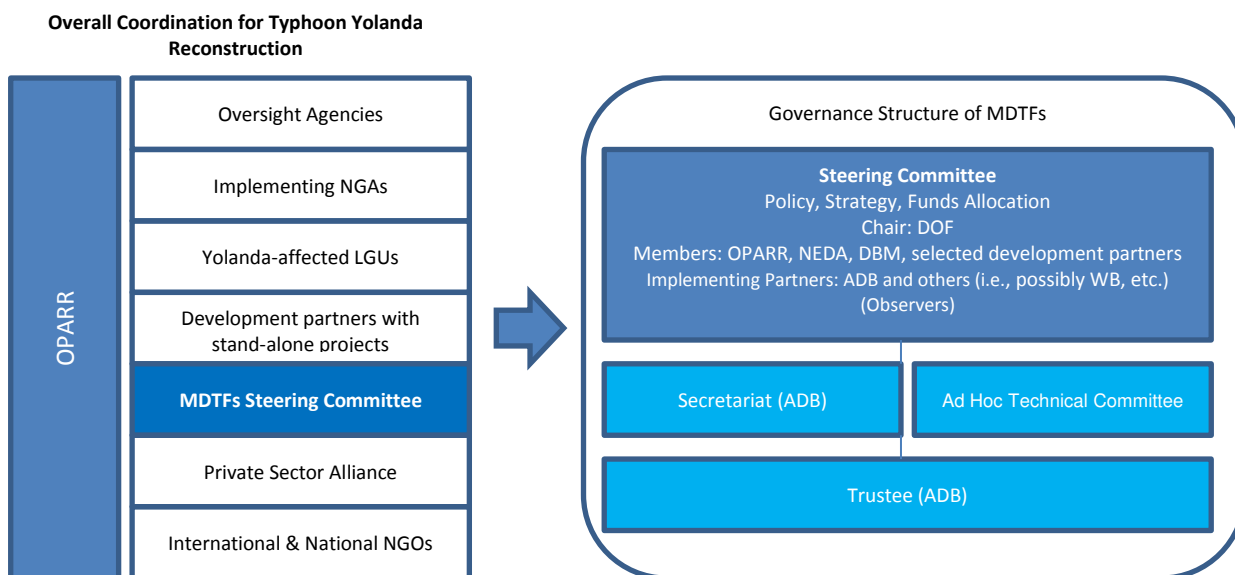 Overall Coordination for Typhoon Yolanda
Reconstruction
OPARR
Oversight Agencies
Implementing NGAs
Yolanda-affected LGUs
Development partners with
stand-alone projects
MDTFs Steering Committee
Private Sector Alliance
International & National NGOs
Governance Structure of MDTFs
Steering Committee
Policy, Strategy, Funds Allocation
Chair: DOF
Members: OPARR, NEDA, DBM, selected development partners
Implementing Partners: ADB and others (i.e., possibly WB, etc.)
(Observers)
Secretariat (ADB)
Ad Hoc Technical Committee
Trustee (ADB)